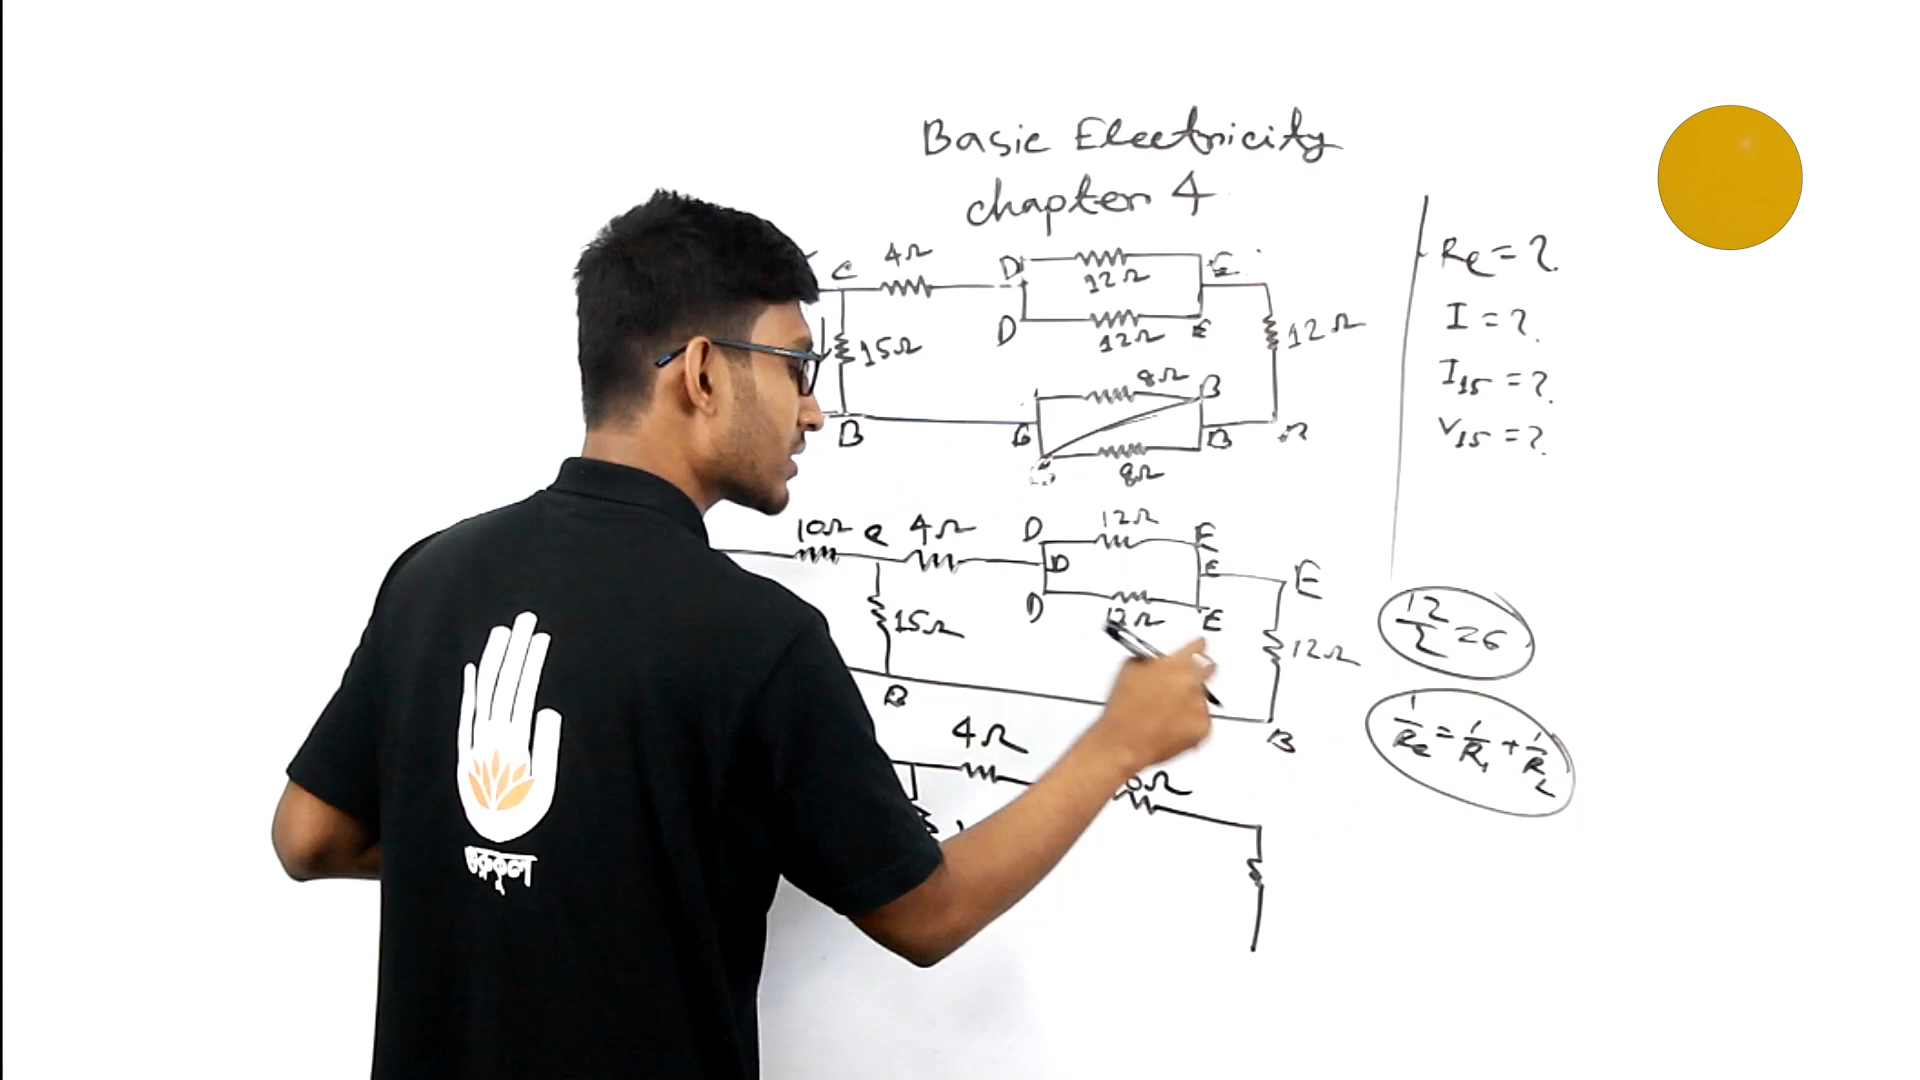 Basic Electricity
chapter 4
C 4Ω D 12Ω E
15Ω D 12Ω E 12Ω
8Ω B
B B B
8Ω
Re = ?
I = ?
I15 = ?
V15 = ?
10Ω C 4Ω D 12Ω E
D E E
15Ω D 12Ω E 12Ω
B B
4Ω
12/2 = 6
1/Re = 1/R1 + 1/R2
গুরুকুল